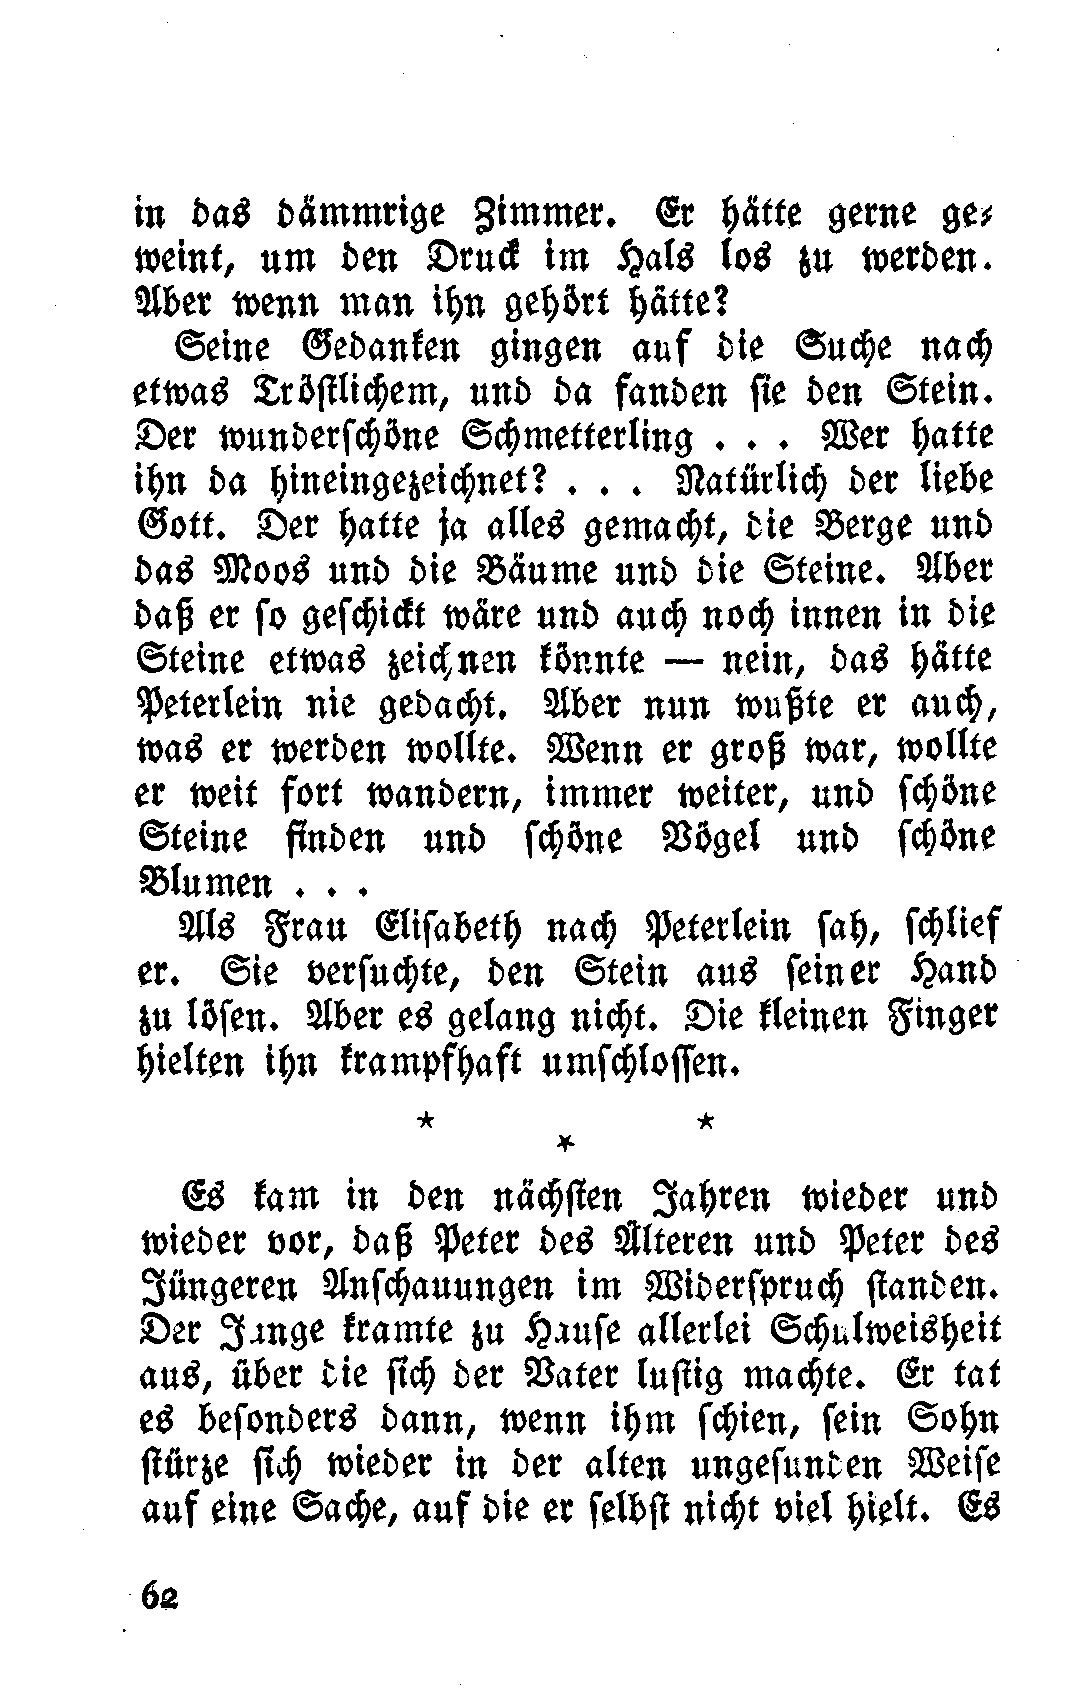 in das dämmrige Zimmer. Er hätte gerne ge-
weint, um den Druck im Hals los zu werden.
Aber wenn man ihn gehört hätte?
Seine Gedanken gingen auf die Suche nach
etwas Tröstlichem, und da fanden sie den Stein.
Der wunderschöne Schmetterling . . . Wer hatte
ihn da hineingezeichnet? . . . Natürlich der liebe
Gott. Der hatte ja alles gemacht, die Berge und
das Moos und die Bäume und die Steine. Aber
daß er so geschickt wäre und auch noch innen in die
Steine etwas zeichnen könnte — nein, das hätte
Peterlein nie gedacht. Aber nun wußte er auch,
was er werden wollte. Wenn er groß war, wollte
er weit fort wandern, immer weiter, und schöne
Steine finden und schöne Vögel und schöne
Blumen . . .
Als Frau Elisabeth nach Peterlein sah, schlief
er. Sie versuchte, den Stein aus seiner Hand
zu lösen. Aber es gelang nicht. Die kleinen Finger
hielten ihn krampfhaft umschlossen.
* * *
Es kam in den nächsten Jahren wieder und
wieder vor, daß Peter des Älteren und Peter des
Jüngeren Anschauungen im Widerspruch standen.
Der Junge kramte zu Hause allerlei Schulweisheit
aus, über die sich der Vater lustig machte. Er tat
es besonders dann, wenn ihm schien, sein Sohn
stürze sich wieder in der alten ungesunden Weise
auf eine Sache, auf die er selbst nicht viel hielt. Es
62